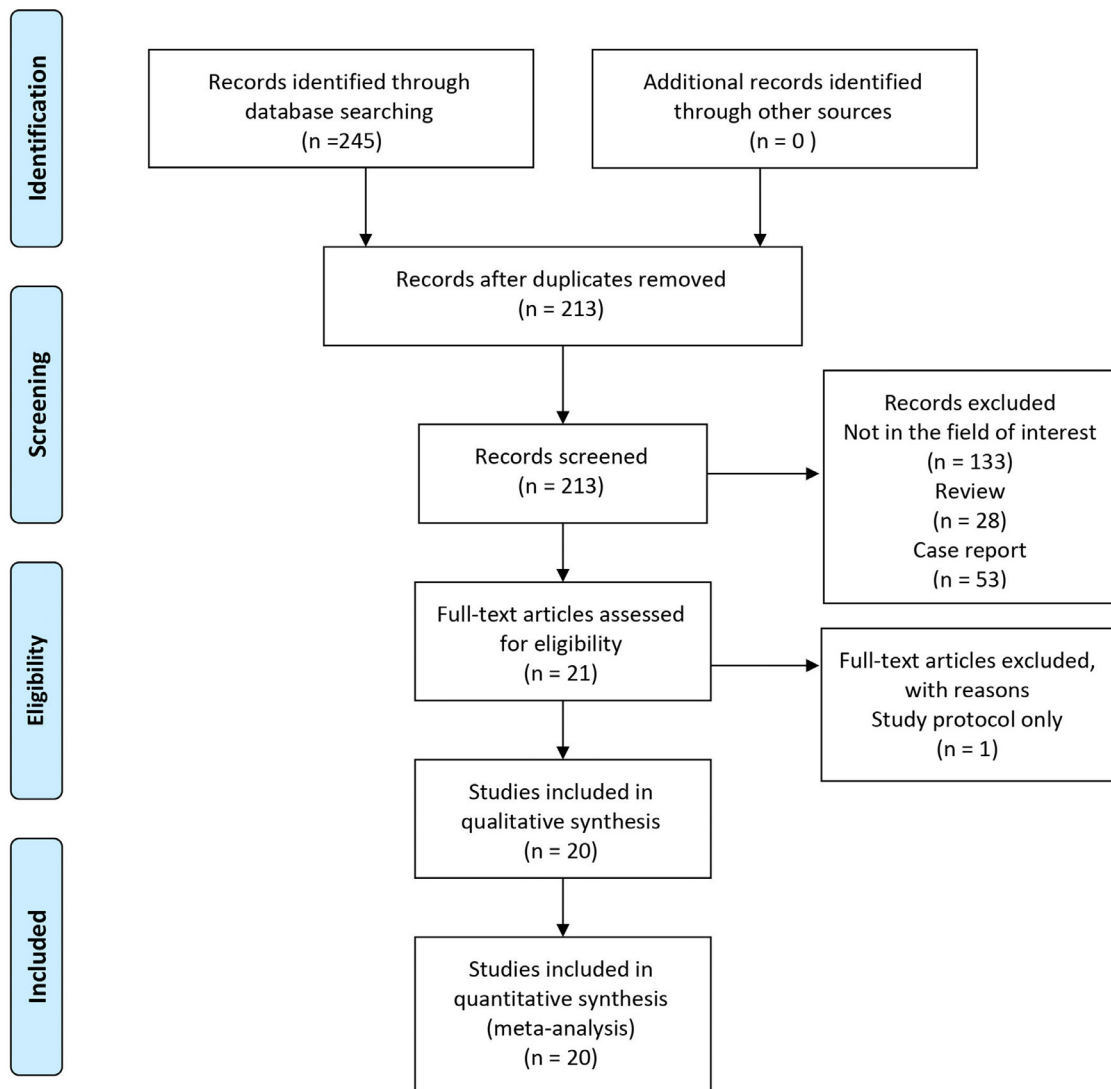 Identification
Records identified through
database searching
(n =245)
Additional records identified
through other sources
(n = 0 )
Records after duplicates removed
(n = 213)
Screening
Records screened
(n = 213)
Records excluded
Not in the field of interest
(n = 133)
Review
(n = 28)
Case report
(n = 53)
Eligibility
Full-text articles assessed
for eligibility
(n = 21)
Full-text articles excluded,
with reasons
Study protocol only
(n = 1)
Studies included in
qualitative synthesis
(n = 20)
Included
Studies included in
quantitative synthesis
(meta-analysis)
(n = 20)